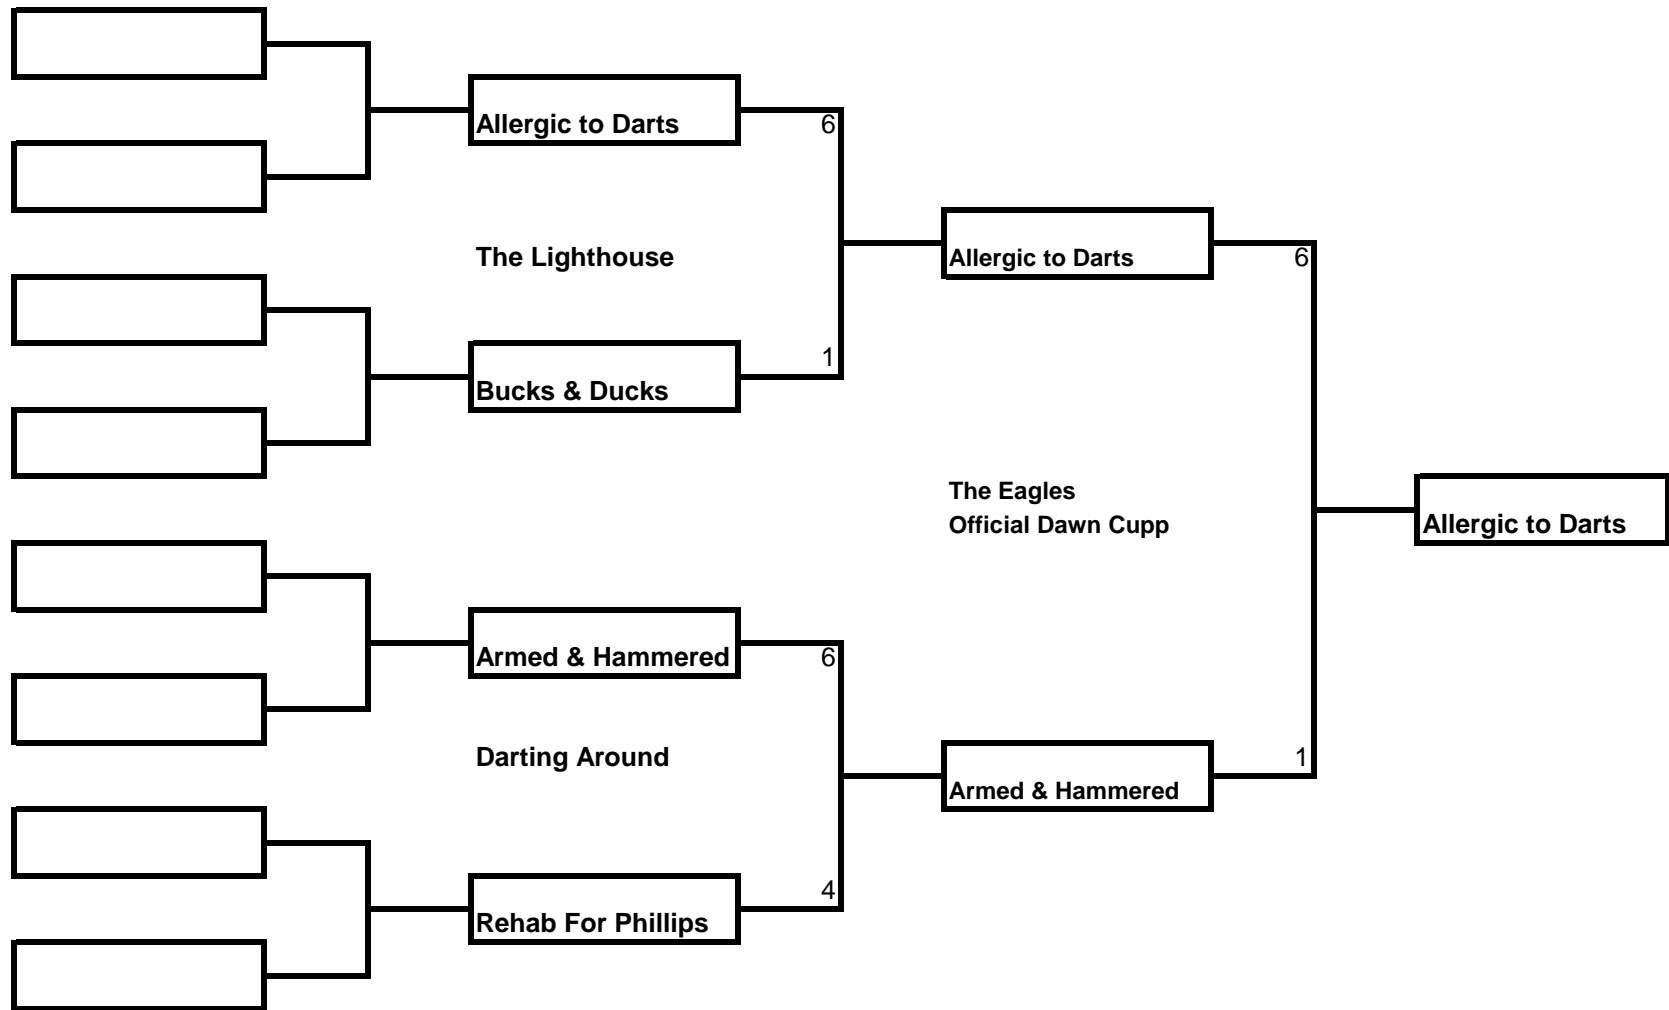 Allergic to Darts
6
The Lighthouse
Allergic to Darts
6
1
Bucks & Ducks
The Eagles
Official Dawn Cupp
Allergic to Darts
Armed & Hammered
6
Darting Around
1
Armed & Hammered
4
Rehab For Phillips